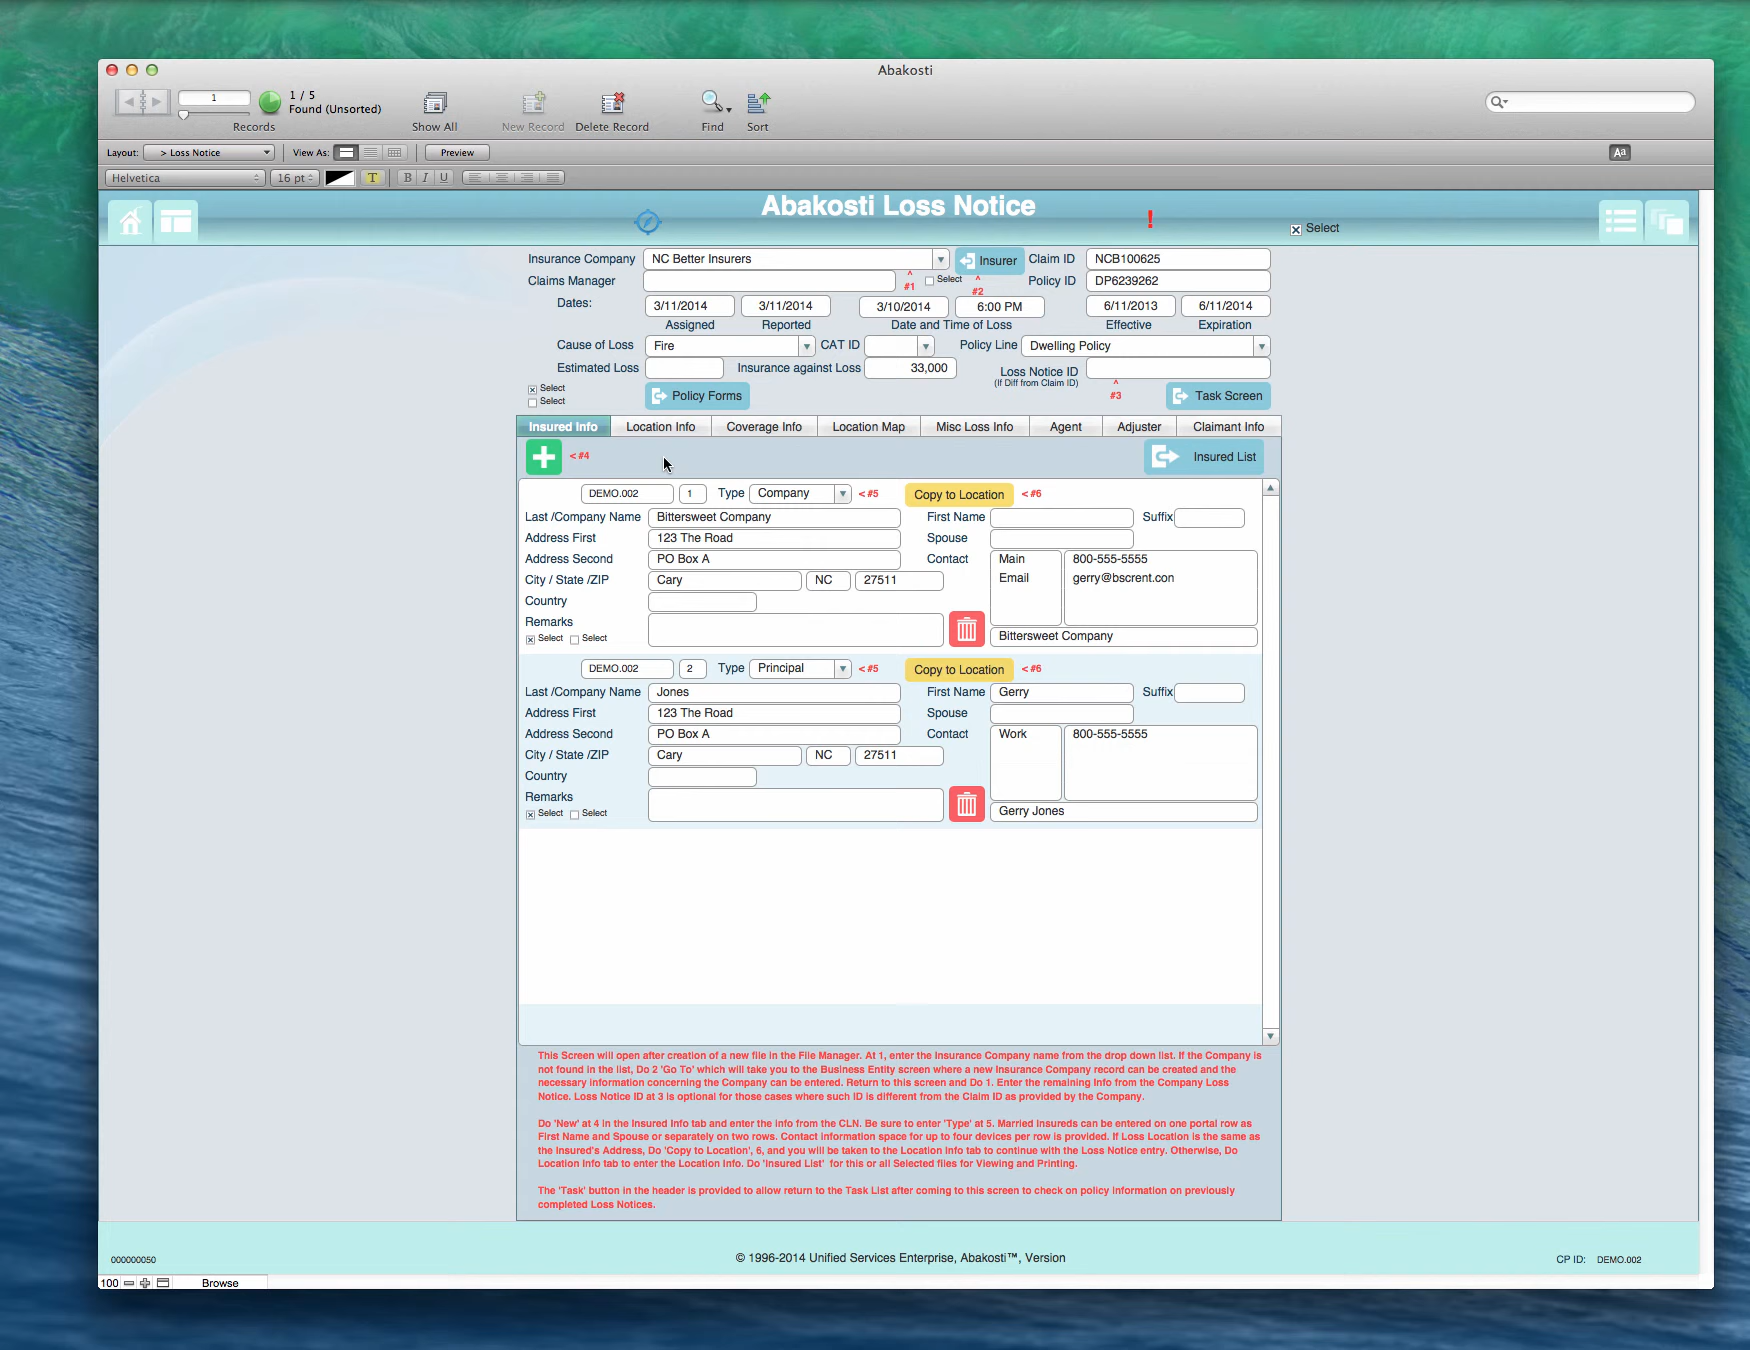 Abakosti
1
1 / 5
Found (Unsorted)
Records
Show All
New Record
Delete Record
Find
Sort
Layout:
> Loss Notice
View As:
Preview
Aa
Helvetica
16 pt
T
B I U
Abakosti Loss Notice
!
Select
Insurance Company
NC Better Insurers
Insurer
Claim ID
NCB100625
Claims Manager
^
#1
Select
^
#2
Policy ID
DP6239262
Dates:
3/11/2014
3/11/2014
3/10/2014
6:00 PM
6/11/2013
6/11/2014
Assigned
Reported
Date and Time of Loss
Effective
Expiration
Cause of Loss
Fire
CAT ID
Policy Line
Dwelling Policy
Estimated Loss
Insurance against Loss
33,000
Loss Notice ID
(If Diff from Claim ID)
^
#3
Select
Select
Policy Forms
Task Screen
Insured Info
Location Info
Coverage Info
Location Map
Misc Loss Info
Agent
Adjuster
Claimant Info
< #4
Insured List
DEMO.002
1
Type
Company
< #5
Copy to Location
< #6
Last /Company Name
Bittersweet Company
First Name
Suffix
Address First
123 The Road
Spouse
Address Second
PO Box A
Contact
Main
800-555-5555
City / State /ZIP
Cary
NC
27511
Email
gerry@bscrent.con
Country
Remarks
Select
Select
Bittersweet Company
DEMO.002
2
Type
Principal
< #5
Copy to Location
< #6
Last /Company Name
Jones
First Name
Gerry
Suffix
Address First
123 The Road
Spouse
Address Second
PO Box A
Contact
Work
800-555-5555
City / State /ZIP
Cary
NC
27511
Country
Remarks
Select
Select
Gerry Jones
This Screen will open after creation of a new file in the File Manager. At 1, enter the Insurance Company name from the drop down list. If the Company is
not found in the list, Do 2 'Go To' which will take you to the Business Entity screen where a new Insurance Company record can be created and the
necessary information concerning the Company can be entered. Return to this screen and Do 1. Enter the remaining Info from the Company Loss
Notice. Loss Notice ID at 3 is optional for those cases where such ID is different from the Claim ID as provided by the Company.
Do 'New' at 4 in the Insured Info tab and enter the info from the CLN. Be sure to enter 'Type' at 5. Married Insureds can be entered on one portal row as
First Name and Spouse or separately on two rows. Contact information space for up to four devices per row is provided. If Loss Location is the same as
the Insured's Address, Do 'Copy to Location', 6, and you will be taken to the Location Info tab to continue with the Loss Notice entry. Otherwise, Do
Location Info tab to enter the Location Info. Do 'Insured List' for this or all Selected files for Viewing and Printing.
The 'Task' button in the header is provided to allow return to the Task List after coming to this screen to check on policy information on previously
completed Loss Notices.
000000050
© 1996-2014 Unified Services Enterprise, Abakosti™, Version
CP ID:
DEMO.002
100
Browse